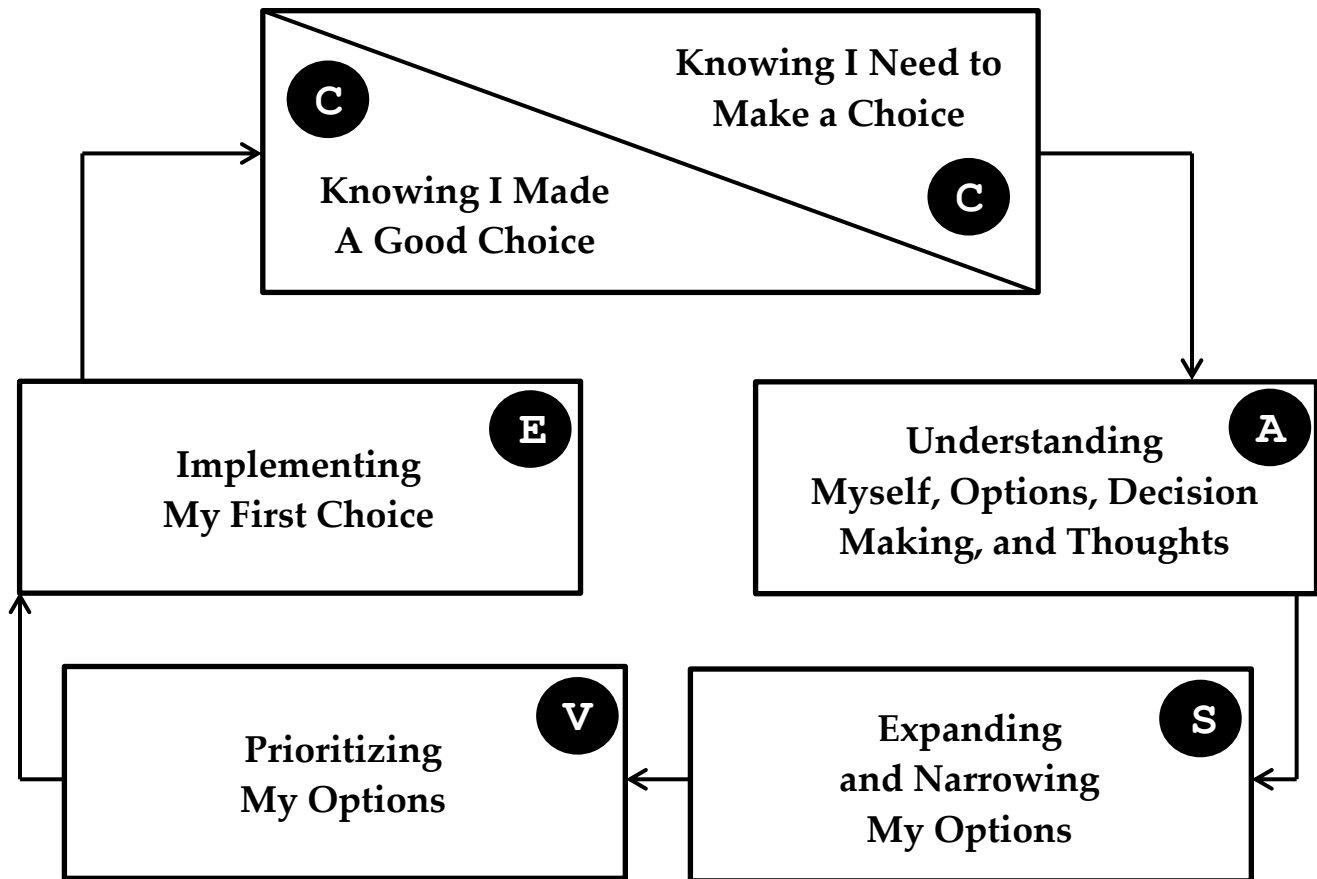 C
Knowing I Need to
Make a Choice
C
Knowing I Made
A Good Choice
E
Implementing
My First Choice
A
Understanding
Myself, Options, Decision
Making, and Thoughts
V
Prioritizing
My Options
S
Expanding
and Narrowing
My Options